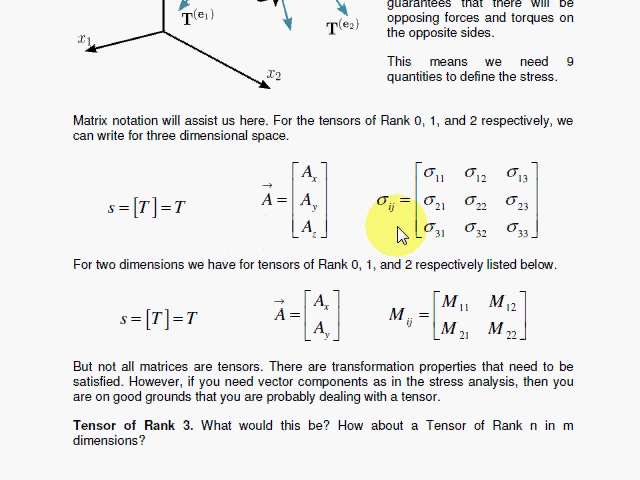 guarantees that there will be
opposing forces and torques on
the opposite sides.
T^(e₁)
T^(e₂)
x₁
x₂
This means we need 9
quantities to define the stress.
Matrix notation will assist us here. For the tensors of Rank 0, 1, and 2 respectively, we
can write for three dimensional space.
s = [T] = T
A⃗ = [A_x A_y A_z]
σ_ij = [σ₁₁ σ₁₂ σ₁₃
σ₂₁ σ₂₂ σ₂₃
σ₃₁ σ₃₂ σ₃₃]
For two dimensions we have for tensors of Rank 0, 1, and 2 respectively listed below.
s = [T] = T
A⃗ = [A_x A_y]
M_ij = [M₁₁ M₁₂
M₂₁ M₂₂]
But not all matrices are tensors. There are transformation properties that need to be
satisfied. However, if you need vector components as in the stress analysis, then you
are on good grounds that you are probably dealing with a tensor.
Tensor of Rank 3. What would this be? How about a Tensor of Rank n in m
dimensions?